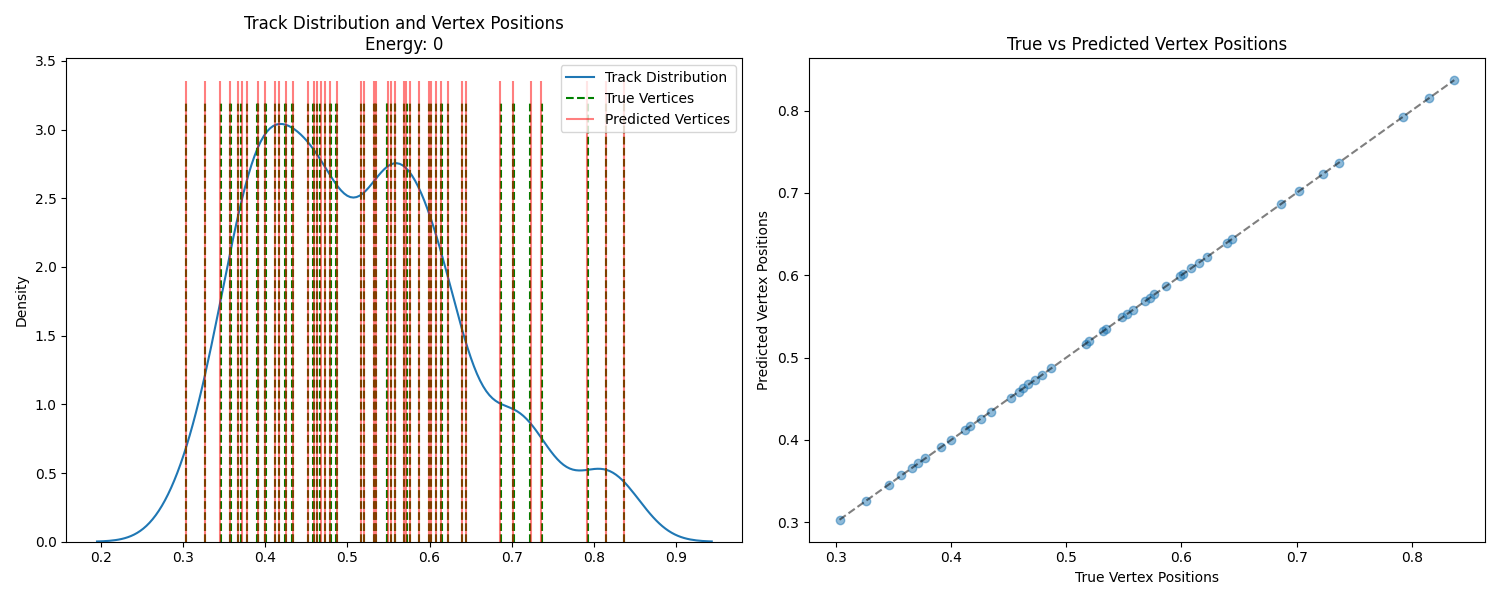 Track Distribution and Vertex Positions
Energy: 0
Density
3.5
3.0
2.5
2.0
1.5
1.0
0.5
0.0
0.2 0.3 0.4 0.5 0.6 0.7 0.8 0.9
Track Distribution
True Vertices
Predicted Vertices
True vs Predicted Vertex Positions
Predicted Vertex Positions
0.8
0.7
0.6
0.5
0.4
0.3
0.3 0.4 0.5 0.6 0.7 0.8
True Vertex Positions